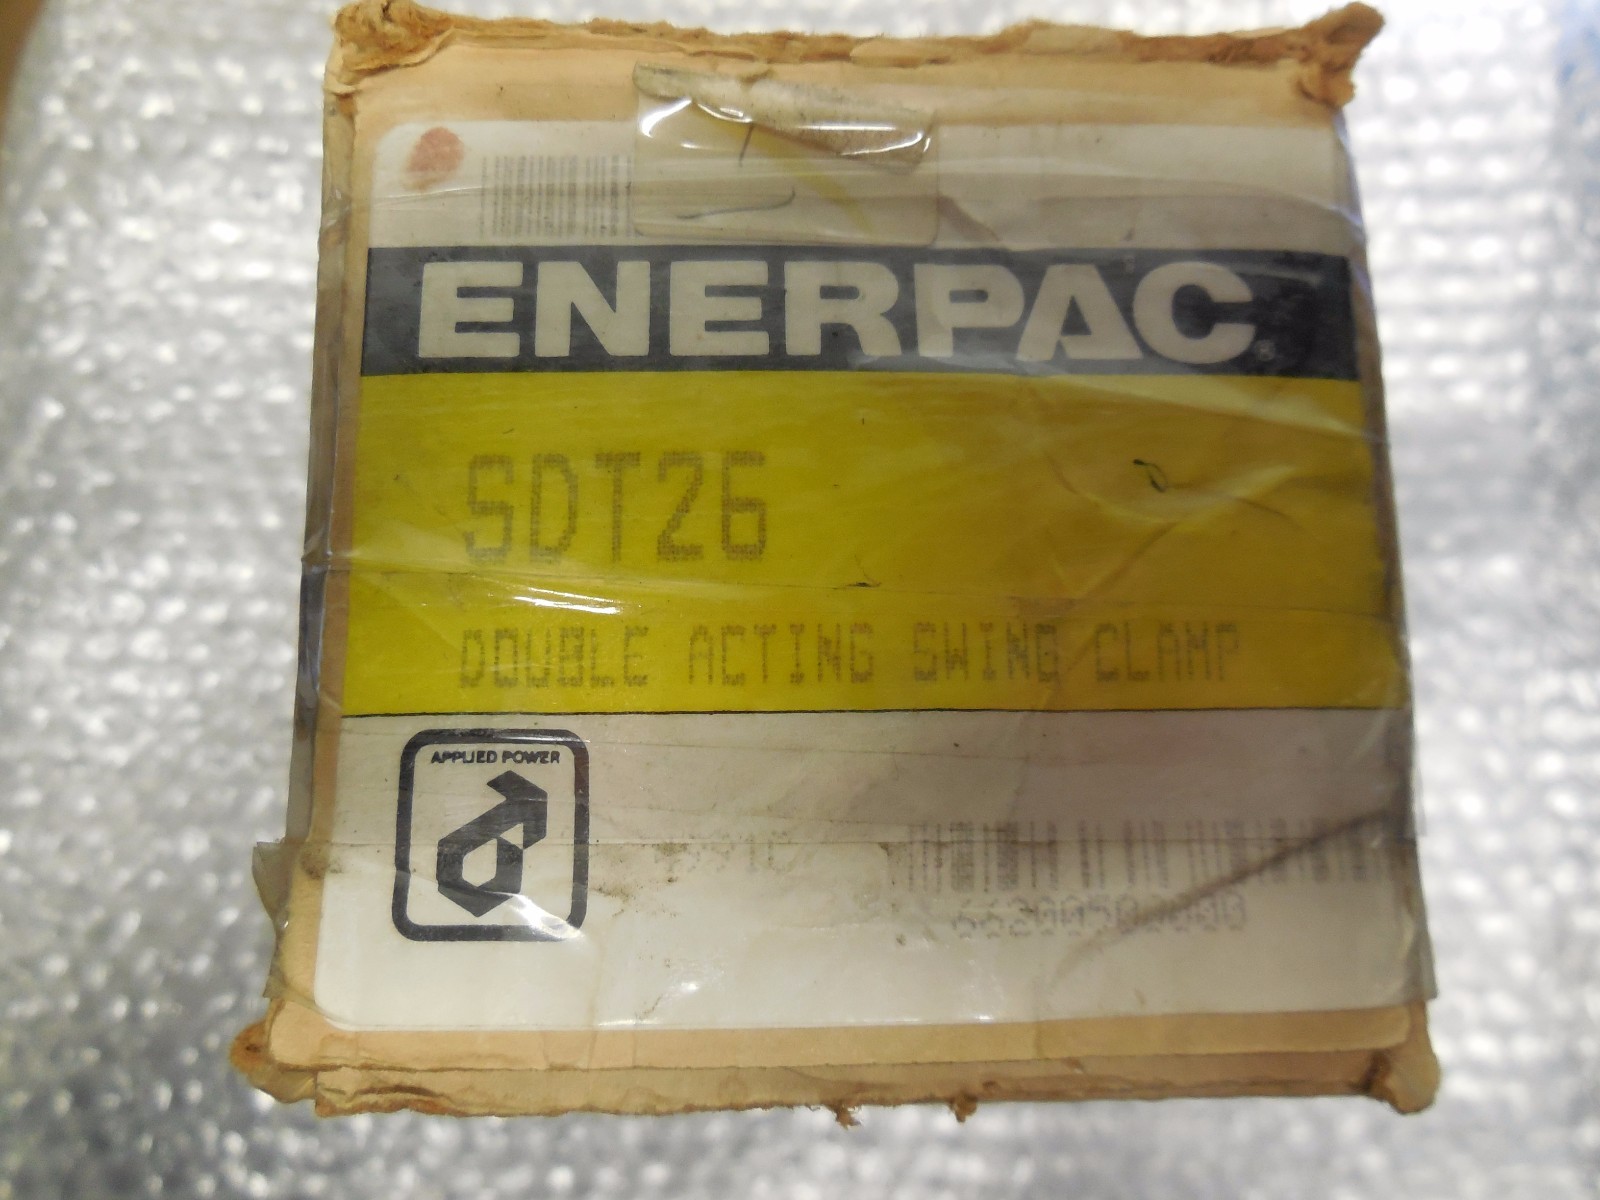 ENERPAC®
SDT26
DOUBLE ACTING SWING CLAMP
APPLIED POWER